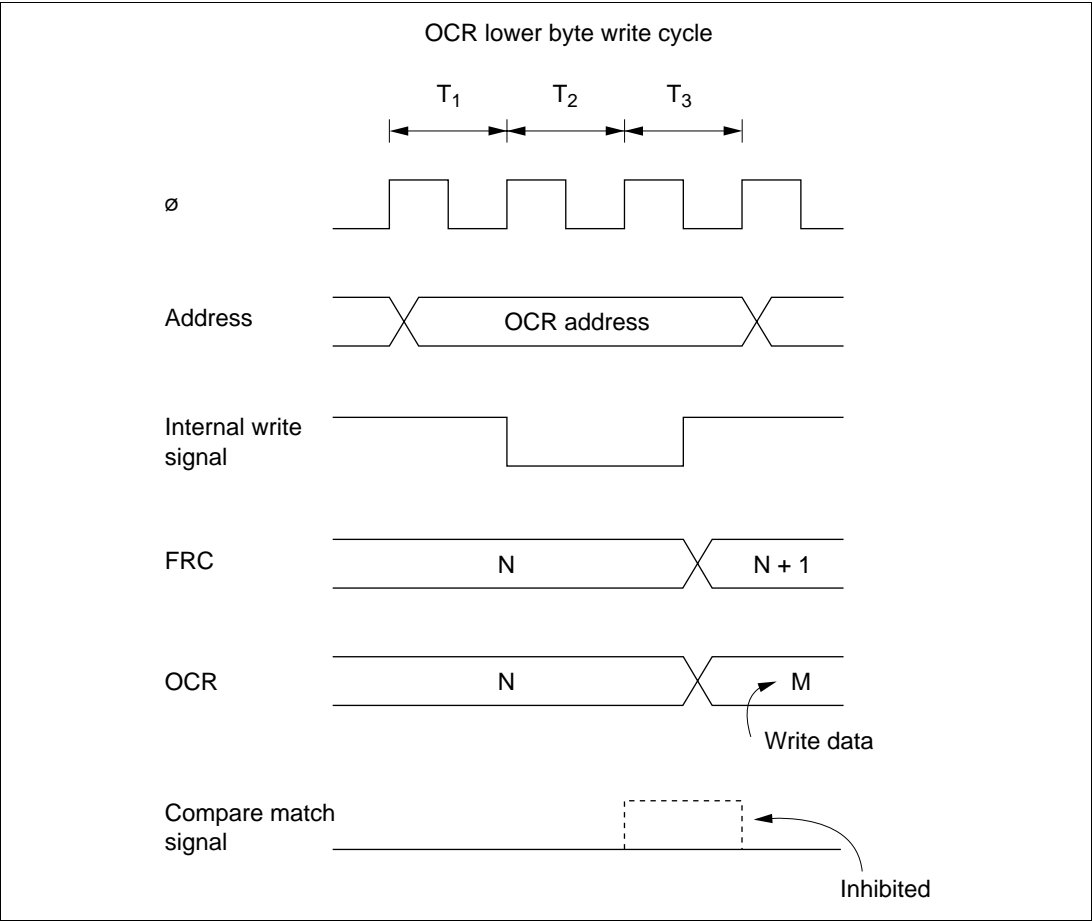 OCR lower byte write cycle
T1 T2 T3
ø
Address
OCR address
Internal write
signal
FRC
N
N + 1
OCR
N
M
Write data
Compare match
signal
Inhibited